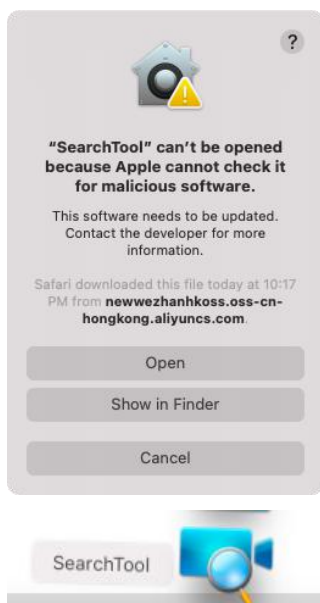 ?
“SearchTool” can’t be opened
because Apple cannot check it
for malicious software.
This software needs to be updated.
Contact the developer for more
information.
Safari downloaded this file today at 10:17
PM from newwezhanhkoss.oss-cn-
hongkong.aliyuncs.com.
Open
Show in Finder
Cancel
SearchTool